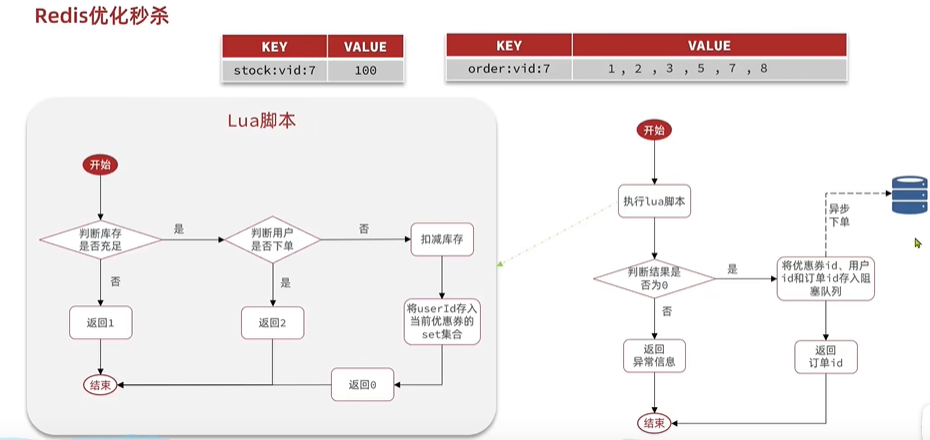 Redis优化秒杀
KEY VALUE
stock:vid:7 100
KEY VALUE
order:vid:7 1 , 2 , 3 , 5 , 7 , 8
Lua脚本
开始
判断库存
是否充足
是
判断用户
是否下单
否
扣减库存
否
是
返回1
返回2
将userId存入
当前优惠券的
set集合
结束
返回0
开始
执行lua脚本
异步
下单
判断结果是
否为0
是
将优惠券id、用户
id和订单id存入阻
塞队列
否
返回
异常信息
返回
订单id
结束